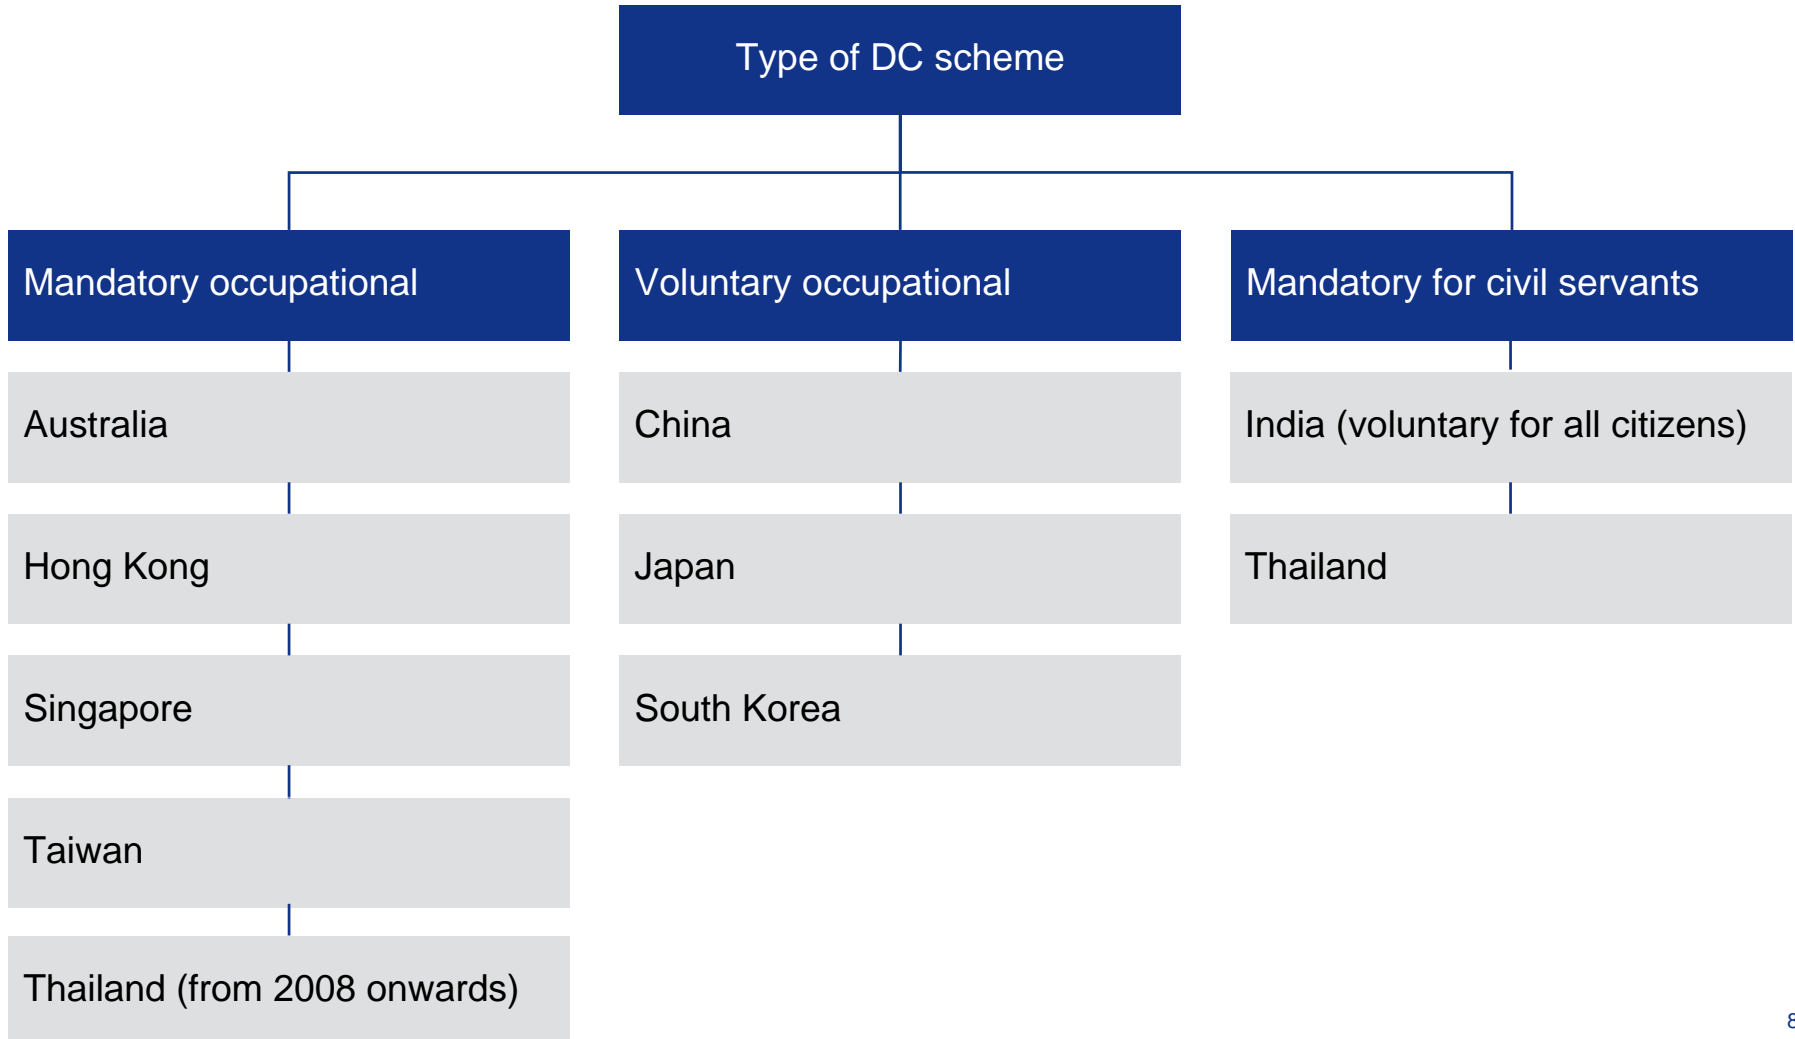 Type of DC scheme
Mandatory occupational
Australia
Hong Kong
Singapore
Taiwan
Thailand (from 2008 onwards)
Voluntary occupational
China
Japan
South Korea
Mandatory for civil servants
India (voluntary for all citizens)
Thailand
8